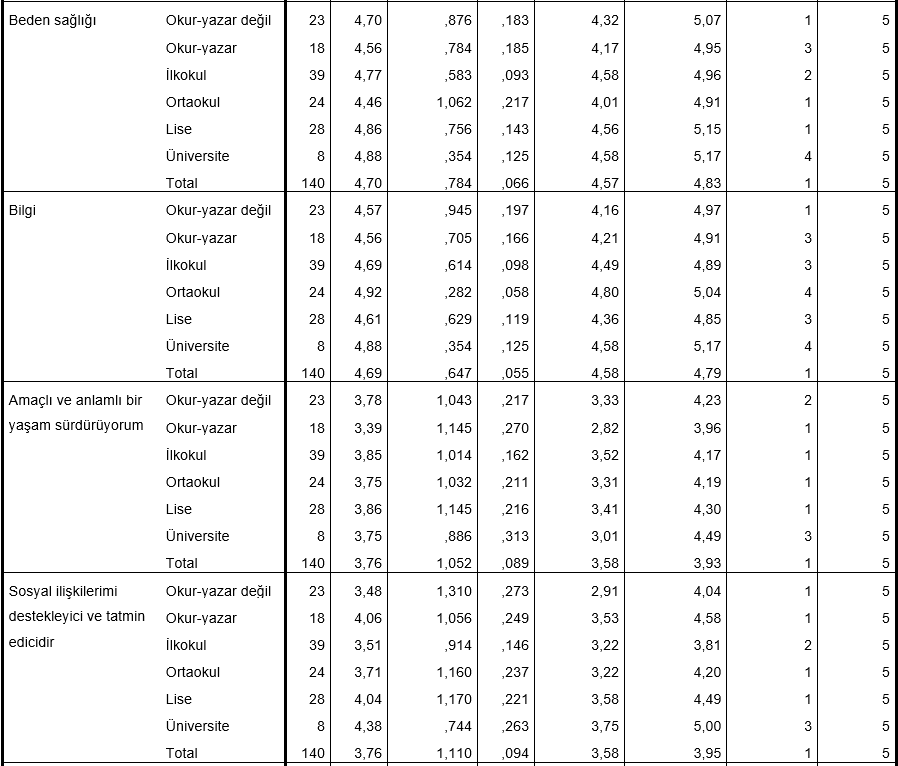 Beden sağlığı Okur-yazar değil 23 4,70 ,876 ,183 4,32 5,07 1 5
Okur-yazar 18 4,56 ,784 ,185 4,17 4,95 3 5
İlkokul 39 4,77 ,583 ,093 4,58 4,96 2 5
Ortaokul 24 4,46 1,062 ,217 4,01 4,91 1 5
Lise 28 4,86 ,756 ,143 4,56 5,15 1 5
Üniversite 8 4,88 ,354 ,125 4,58 5,17 4 5
Total 140 4,70 ,784 ,066 4,57 4,83 1 5
Bilgi Okur-yazar değil 23 4,57 ,945 ,197 4,16 4,97 1 5
Okur-yazar 18 4,56 ,705 ,166 4,21 4,91 3 5
İlkokul 39 4,69 ,614 ,098 4,49 4,89 3 5
Ortaokul 24 4,92 ,282 ,058 4,80 5,04 4 5
Lise 28 4,61 ,629 ,119 4,36 4,85 3 5
Üniversite 8 4,88 ,354 ,125 4,58 5,17 4 5
Total 140 4,69 ,647 ,055 4,58 4,79 1 5
Amaçlı ve anlamlı bir Okur-yazar değil 23 3,78 1,043 ,217 3,33 4,23 2 5
yaşam sürdürüyorum Okur-yazar 18 3,39 1,145 ,270 2,82 3,96 1 5
İlkokul 39 3,85 1,014 ,162 3,52 4,17 1 5
Ortaokul 24 3,75 1,032 ,211 3,31 4,19 1 5
Lise 28 3,86 1,145 ,216 3,41 4,30 1 5
Üniversite 8 3,75 ,886 ,313 3,01 4,49 3 5
Total 140 3,76 1,052 ,089 3,58 3,93 1 5
Sosyal ilişkilerimi Okur-yazar değil 23 3,48 1,310 ,273 2,91 4,04 1 5
destekleyici ve tatmin Okur-yazar 18 4,06 1,056 ,249 3,53 4,58 1 5
edicidir İlkokul 39 3,51 ,914 ,146 3,22 3,81 2 5
Ortaokul 24 3,71 1,160 ,237 3,22 4,20 1 5
Lise 28 4,04 1,170 ,221 3,58 4,49 1 5
Üniversite 8 4,38 ,744 ,263 3,75 5,00 3 5
Total 140 3,76 1,110 ,094 3,58 3,95 1 5